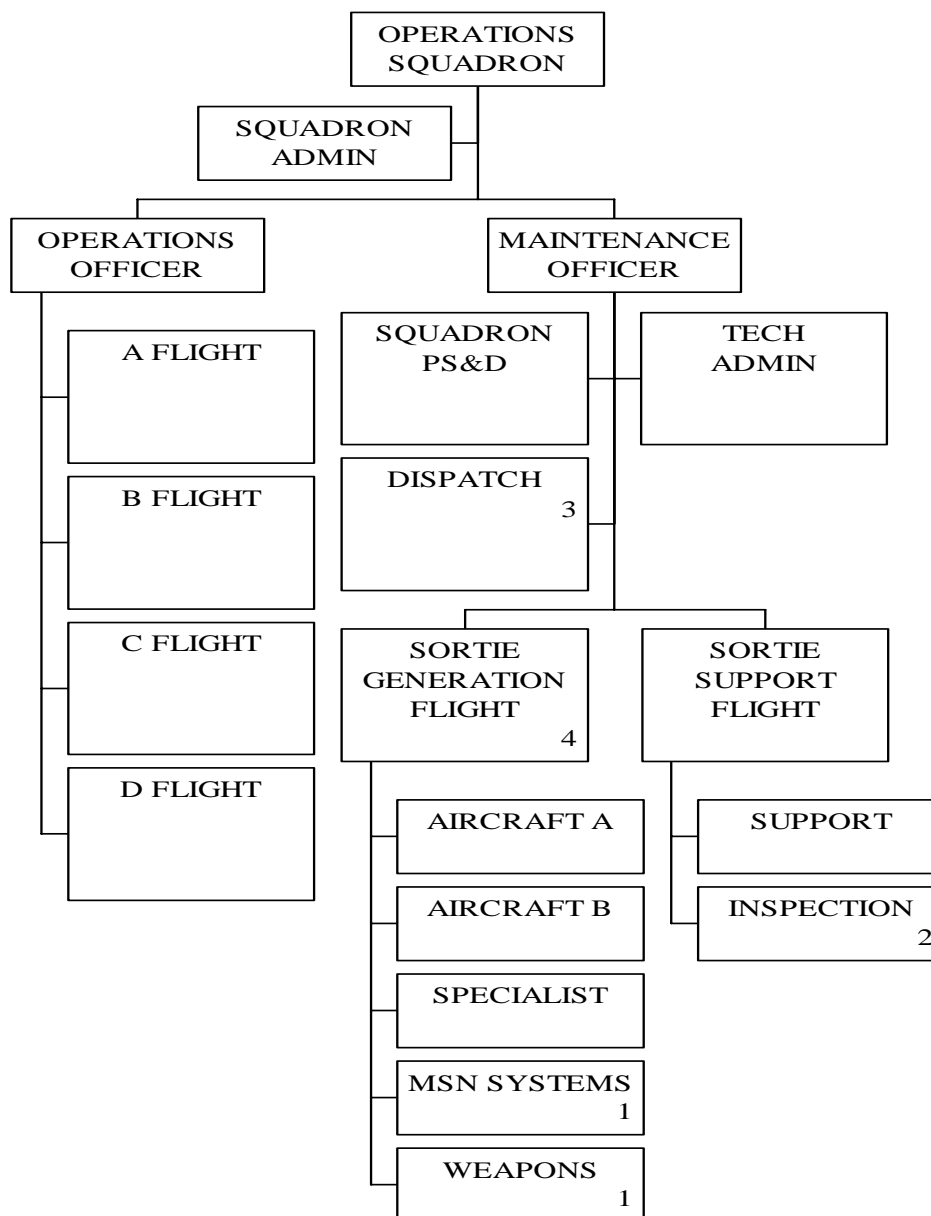 OPERATIONS
SQUADRON
SQUADRON
ADMIN
OPERATIONS
OFFICER
MAINTENANCE
OFFICER
A FLIGHT
B FLIGHT
C FLIGHT
D FLIGHT
SQUADRON
PS&D
TECH
ADMIN
DISPATCH
3
SORTIE
GENERATION
FLIGHT
4
SORTIE
SUPPORT
FLIGHT
AIRCRAFT A
AIRCRAFT B
SPECIALIST
MSN SYSTEMS
1
WEAPONS
1
SUPPORT
INSPECTION
2